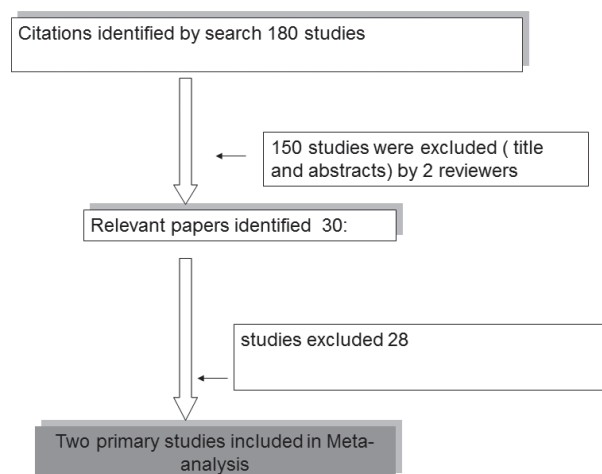 Citations identified by search 180 studies
150 studies were excluded ( title
and abstracts) by 2 reviewers
Relevant papers identified  30:
studies excluded 28
Two primary studies included in Meta-
analysis